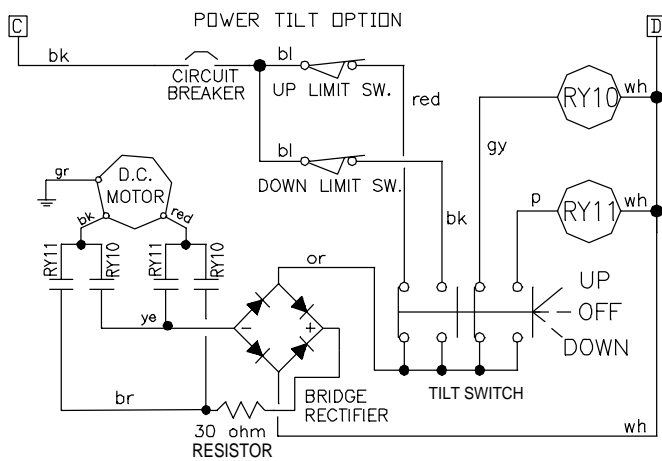 POWER TILT OPTION
C
D
bk
bl
CIRCUIT
BREAKER
UP LIMIT SW.
red
RY10
wh
gy
bl
DOWN LIMIT SW.
gr
D.C.
MOTOR
bk
red
bk
p
RY11
wh
RY11
RY10
RY11
RY10
or
UP
OFF
DOWN
ye
-
+
TILT SWITCH
br
BRIDGE
RECTIFIER
30 ohm
RESISTOR
wh